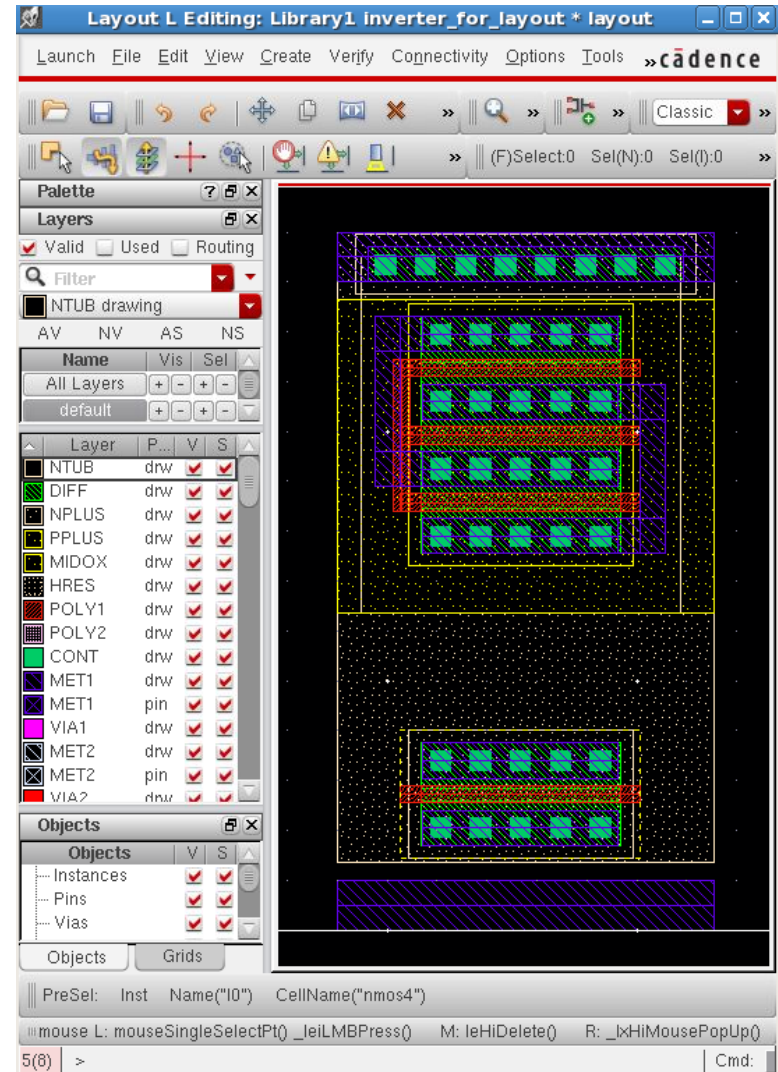 Layout L Editing: Library1 inverter_for_layout * layout
Launch File Edit View Create Verify Connectivity Options Tools » cādence
» » » Classic »
» (F)Select:0 Sel(N):0 Sel(I):0 »
Palette
Layers
Valid Used Routing
Filter
NTUB drawing
AV NV AS NS
Name Vis Sel
All Layers + - + -
default + - + -
Layer P... V S
NTUB drw
DIFF drw
NPLUS drw
PPLUS drw
MIDOX drw
HRES drw
POLY1 drw
POLY2 drw
CONT drw
MET1 drw
MET1 pin
VIA1 drw
MET2 drw
MET2 pin
VIA2 drw
Objects
Objects V S
Instances
Pins
Vias
Objects Grids
PreSel: Inst Name("I0") CellName("nmos4")
mouse L: mouseSingleSelectPt() _leiLMBPress() M: leHiDelete() R: _lxHiMousePopUp()
5(8) > Cmd: